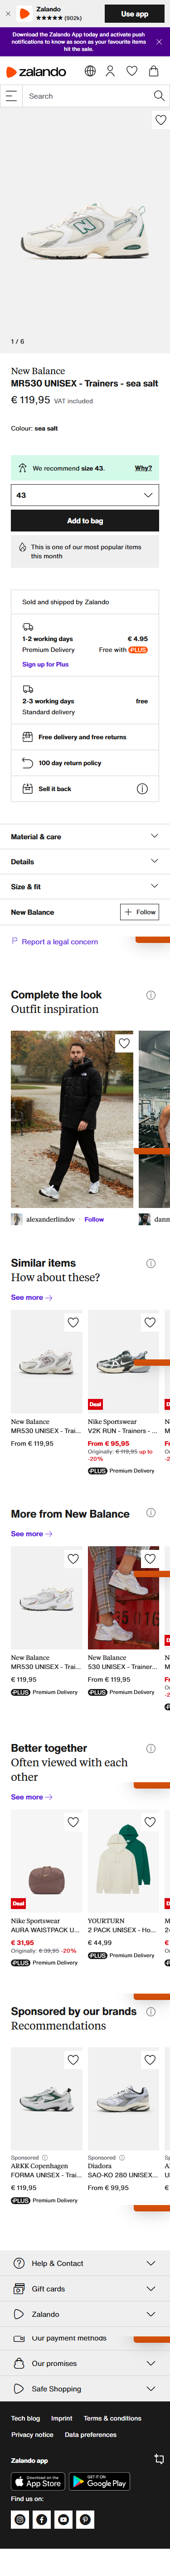 Zalando
★★★★★ (902k)
Use app
Download the Zalando App today and activate push
notifications to know as soon as your favourite items
hit the sale.
zalando
Search
1 / 6
New Balance
MR530 UNISEX - Trainers - sea salt
€ 119,95 VAT included
Colour: sea salt
We recommend size 43. Why?
43
Add to bag
This is one of our most popular items
this month
Sold and shipped by Zalando
1-2 working days € 4.95
Premium Delivery Free with PLUS
Sign up for Plus
2-3 working days free
Standard delivery
Free delivery and free returns
100 day return policy
Sell it back
Material & care
Details
Size & fit
New Balance + Follow
Report a legal concern
Complete the look
Outfit inspiration
alexanderlindov · Follow
Similar items
How about these?
See more →
New Balance
MR530 UNISEX - Trai...
From € 119,95
Deal
Nike Sportswear
V2K RUN - Trainers - ...
From € 95,95
Originally: € 119,95 up to
-20%
PLUS Premium Delivery
More from New Balance
See more →
New Balance
MR530 UNISEX - Trai...
€ 119,95
PLUS Premium Delivery
New Balance
530 UNISEX - Trainer...
From € 119,95
PLUS Premium Delivery
Better together
Often viewed with each
other
See more →
Deal
Nike Sportswear
AURA WAISTPACK U...
€ 31,95
Originally: € 39,95 -20%
PLUS Premium Delivery
YOURTURN
2 PACK UNISEX - Ho...
€ 44,99
PLUS Premium Delivery
Sponsored by our brands
Recommendations
Sponsored
ARKK Copenhagen
FORMA UNISEX - Trai...
€ 119,95
PLUS Premium Delivery
Sponsored
Diadora
SAO-KO 280 UNISEX...
From € 99,95
Help & Contact
Gift cards
Zalando
Our payment methods
Our promises
Safe Shopping
Tech blog Imprint Terms & conditions
Privacy notice Data preferences
Zalando app
Download on the
App Store
GET IT ON
Google Play
Find us on: